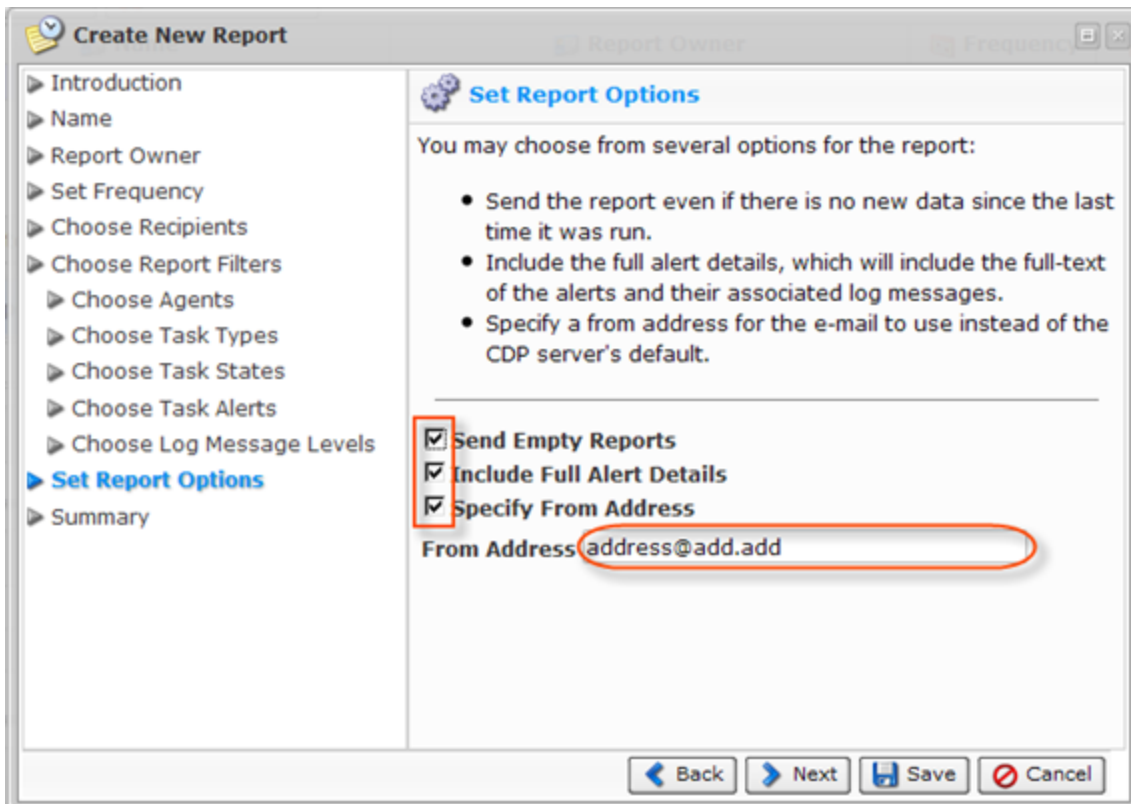 Create New Report
Name
Report Owner
Frequency
Introduction
Name
Report Owner
Set Frequency
Choose Recipients
Choose Report Filters
Choose Agents
Choose Task Types
Choose Task States
Choose Task Alerts
Choose Log Message Levels
Set Report Options
Summary
Set Report Options
You may choose from several options for the report:
• Send the report even if there is no new data since the last
time it was run.
• Include the full alert details, which will include the full-text
of the alerts and their associated log messages.
• Specify a from address for the e-mail to use instead of the
CDP server's default.
Send Empty Reports
Include Full Alert Details
Specify From Address
From Address address@add.add
Back Next Save Cancel